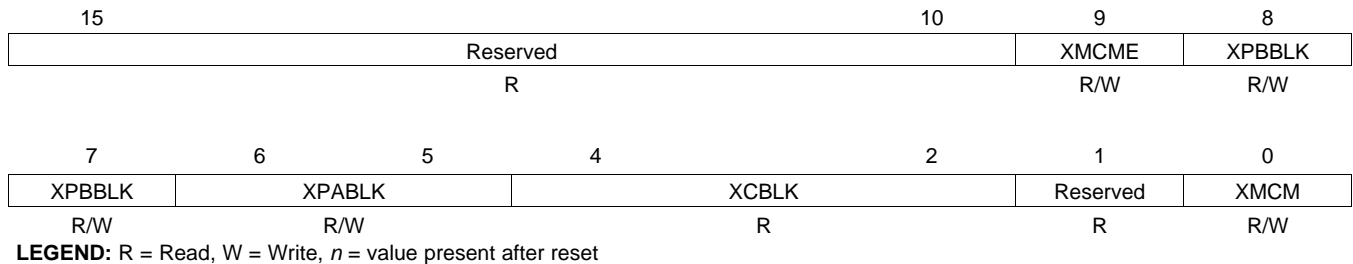 15 10 9 8
Reserved XMCME XPBBLK
R R/W R/W
7 6 5 4 2 1 0
XPBBLK XPABLK XCBLK Reserved XMCM
R/W R/W R R R/W
LEGEND: R = Read, W = Write, n = value present after reset